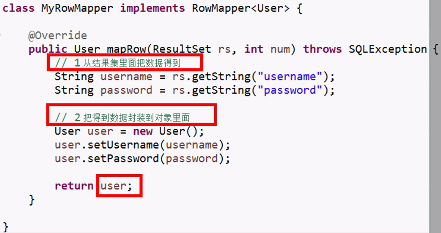 class MyRowMapper implements RowMapper<User> {
@Override
public User mapRow(ResultSet rs, int num) throws SQLException {
// 1 从结果集里面把数据得到
String username = rs.getString("username");
String password = rs.getString("password");
// 2 把得到数据封装到对象里面
User user = new User();
user.setUsername(username);
user.setPassword(password);
return user;
}
}